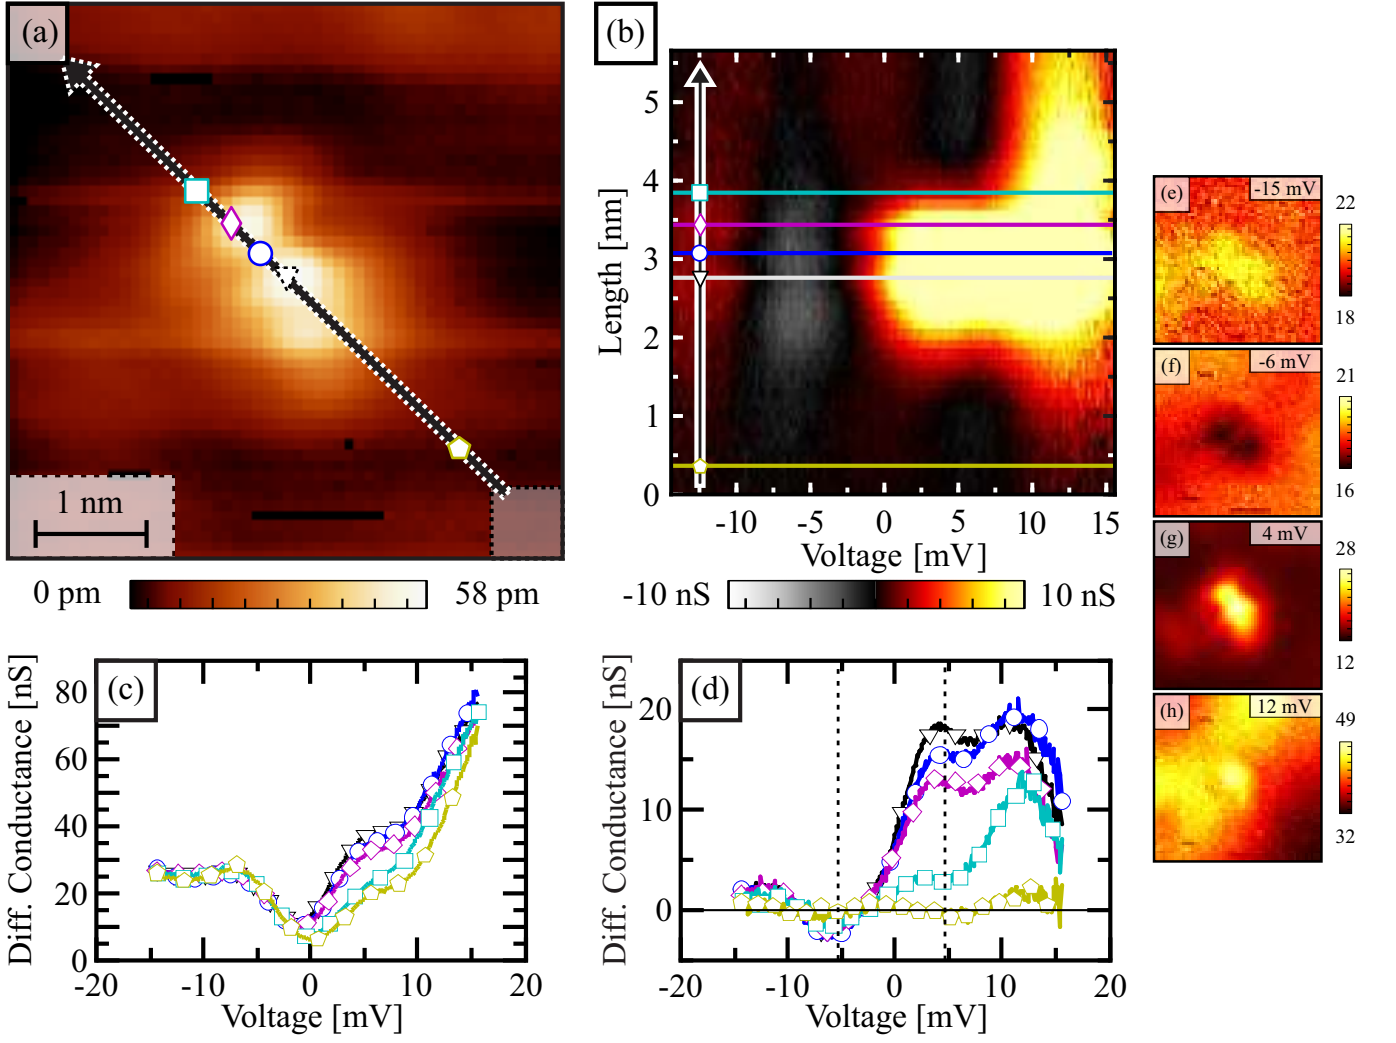 (a)
1 nm
0 pm
58 pm
(b)
Length [nm]
5
4
3
2
1
0
-10
-5
0
5
10
15
Voltage [mV]
-10 nS
10 nS
(c)
Diff. Conductance [nS]
80
60
40
20
0
-20
-10
0
10
20
Voltage [mV]
(d)
Diff. Conductance [nS]
20
10
0
-20
-10
0
10
20
Voltage [mV]
(e)
-15 mV
22
18
(f)
-6 mV
21
16
(g)
4 mV
28
12
(h)
12 mV
49
32